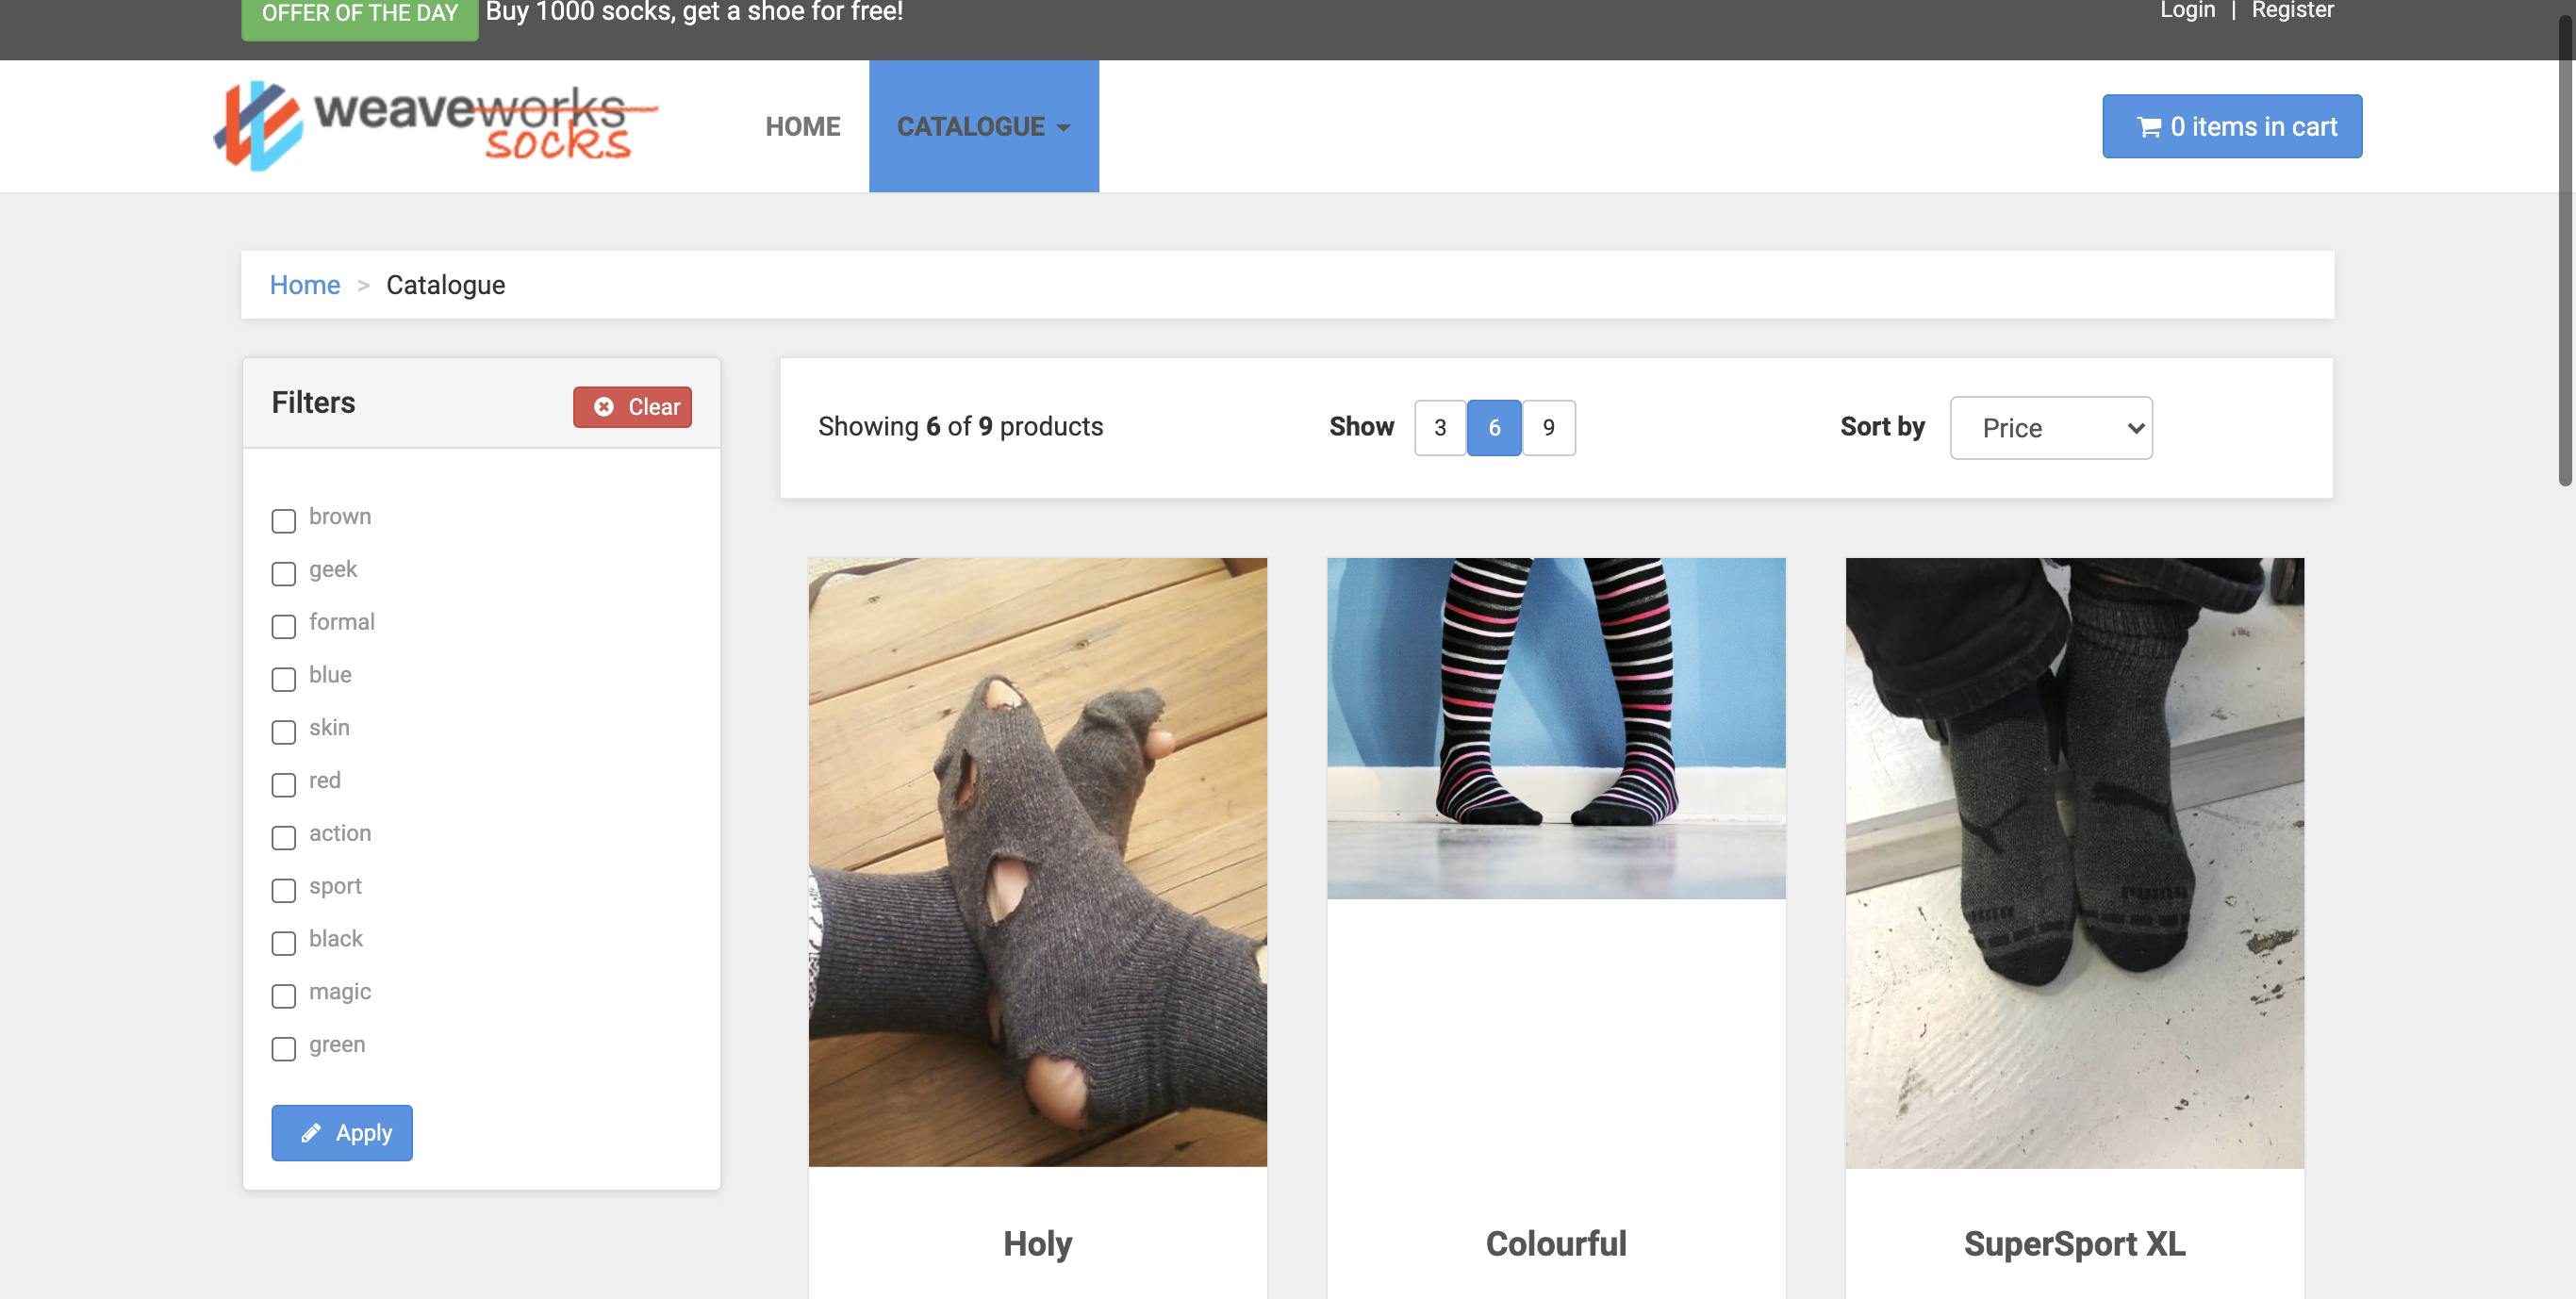 OFFER OF THE DAY Buy 1000 socks, get a shoe for free!
Login | Register
weaveworks
socks
HOME
CATALOGUE
0 items in cart
Home > Catalogue
Filters
Clear
Showing 6 of 9 products
Show 3 6 9
Sort by Price
brown
geek
formal
blue
skin
red
action
sport
black
magic
green
Apply
Holy
Colourful
SuperSport XL